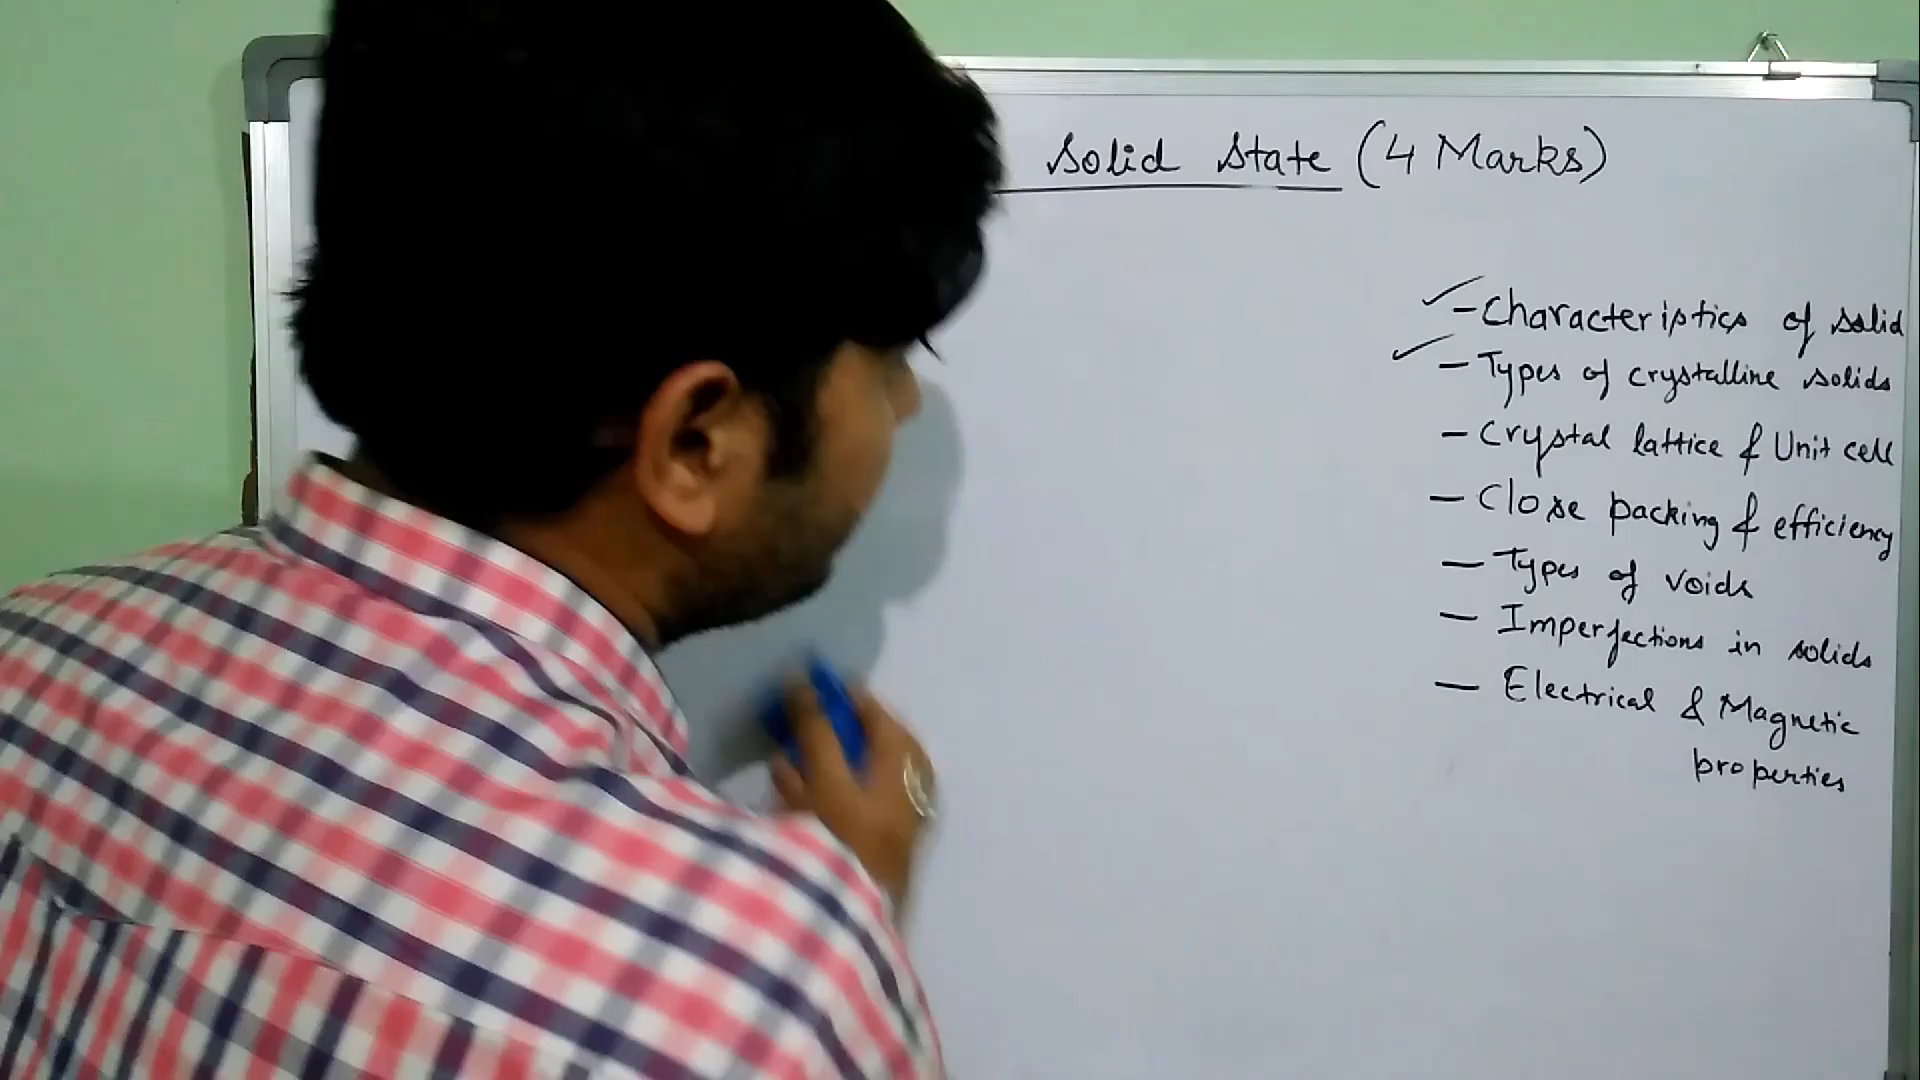 Solid State (4 Marks)
- Characteristics of solid
- Types of crystalline solids
- Crystal lattice & Unit cell
- Close packing & efficiency
- Types of voids
- Imperfections in solids
- Electrical & Magnetic
properties